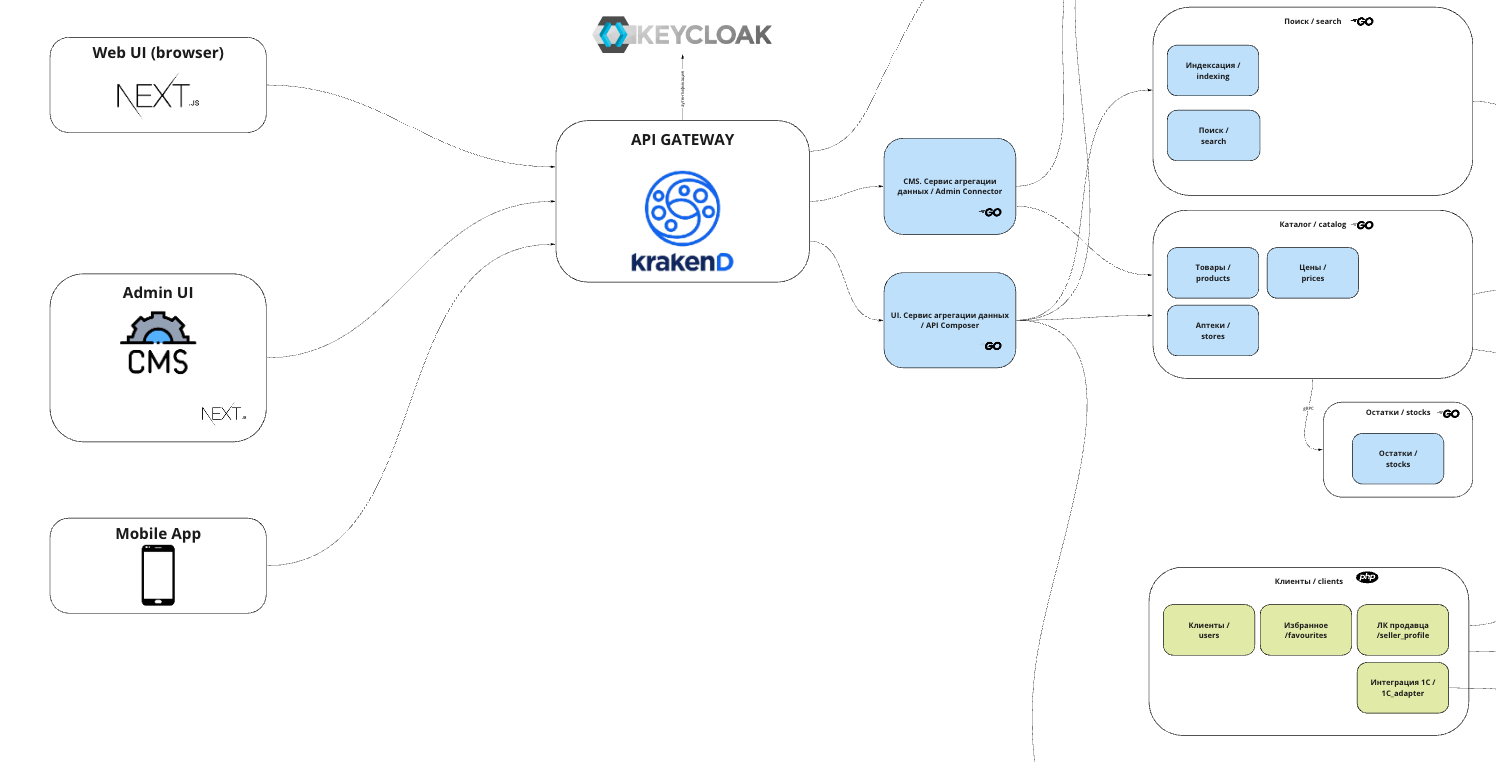 Web UI (browser)
NEXT.JS
Admin UI
CMS
NEXT.JS
Mobile App
KEYCLOAK
аутентификация
API GATEWAY
krakenD
CMS. Сервис агрегации
данных / Admin Connector
GO
UI. Сервис агрегации данных
/ API Composer
GO
Поиск / search
GO
Индексация /
indexing
Поиск /
search
Каталог / catalog
GO
Товары /
products
Цены /
prices
Аптеки /
stores
gRPC
Остатки / stocks
GO
Остатки /
stocks
Клиенты / clients
php
Клиенты /
users
Избранное
/favourites
ЛК продавца
/seller_profile
Интеграция 1С /
1C_adapter